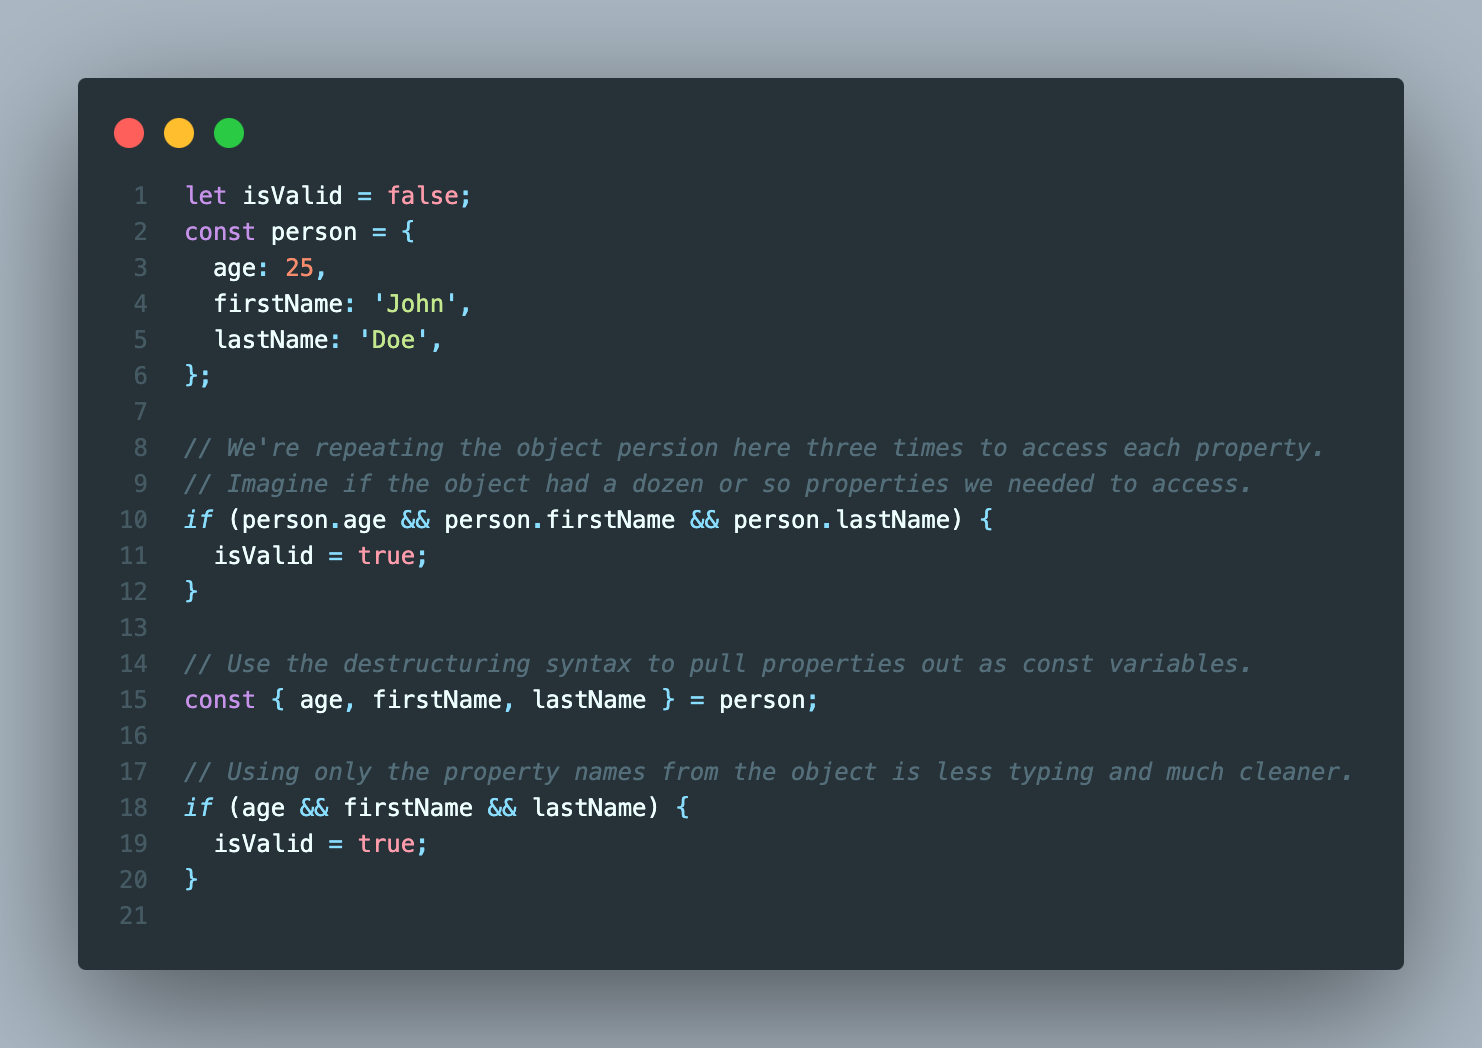 1 let isValid = false;
2 const person = {
3   age: 25,
4   firstName: 'John',
5   lastName: 'Doe',
6 };
7
8 // We're repeating the object persion here three times to access each property.
9 // Imagine if the object had a dozen or so properties we needed to access.
10 if (person.age && person.firstName && person.lastName) {
11   isValid = true;
12 }
13
14 // Use the destructuring syntax to pull properties out as const variables.
15 const { age, firstName, lastName } = person;
16
17 // Using only the property names from the object is less typing and much cleaner.
18 if (age && firstName && lastName) {
19   isValid = true;
20 }
21